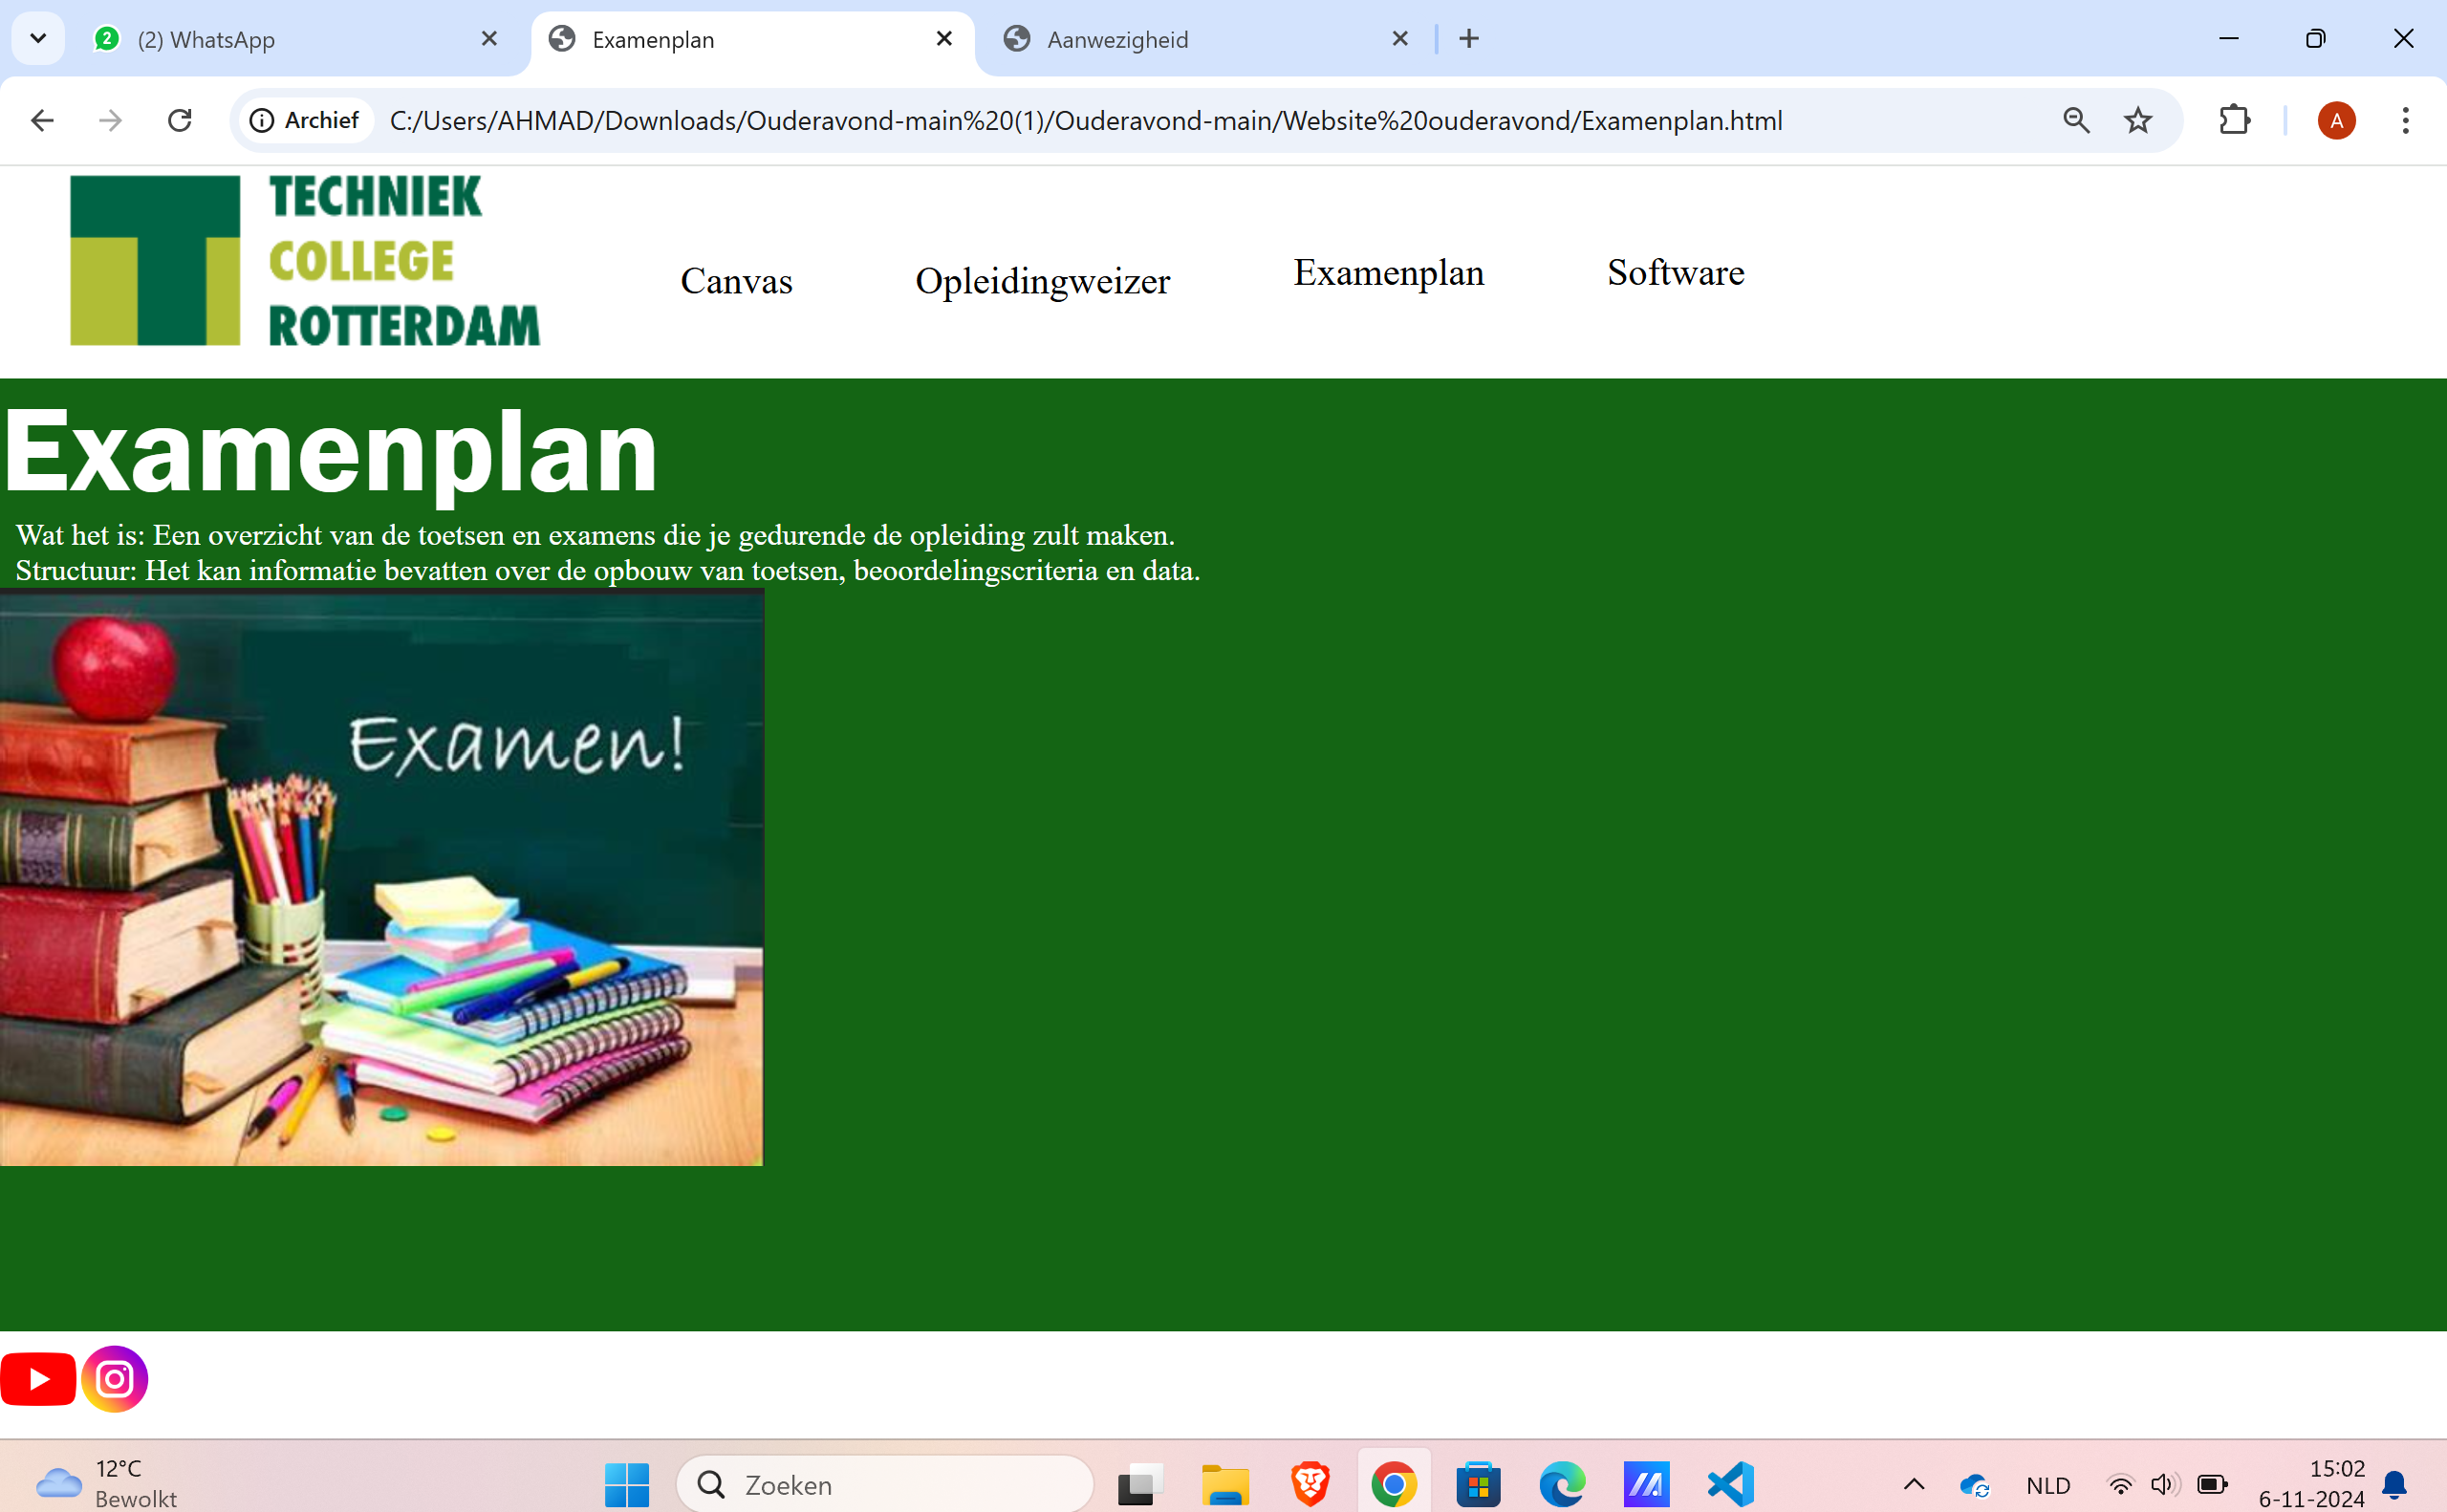 2 (2) WhatsApp Examenplan Aanwezigheid
Archief C:/Users/AHMAD/Downloads/Ouderavond-main%20(1)/Ouderavond-main/Website%20ouderavond/Examenplan.html A
TECHNIEK
COLLEGE
ROTTERDAM
Canvas Opleidingweizer Examenplan Software
Examenplan
Wat het is: Een overzicht van de toetsen en examens die je gedurende de opleiding zult maken.
Structuur: Het kan informatie bevatten over de opbouw van toetsen, beoordelingscriteria en data.
Examen!
12°C
Bewolkt
Zoeken
NLD
15:02
6-11-2024